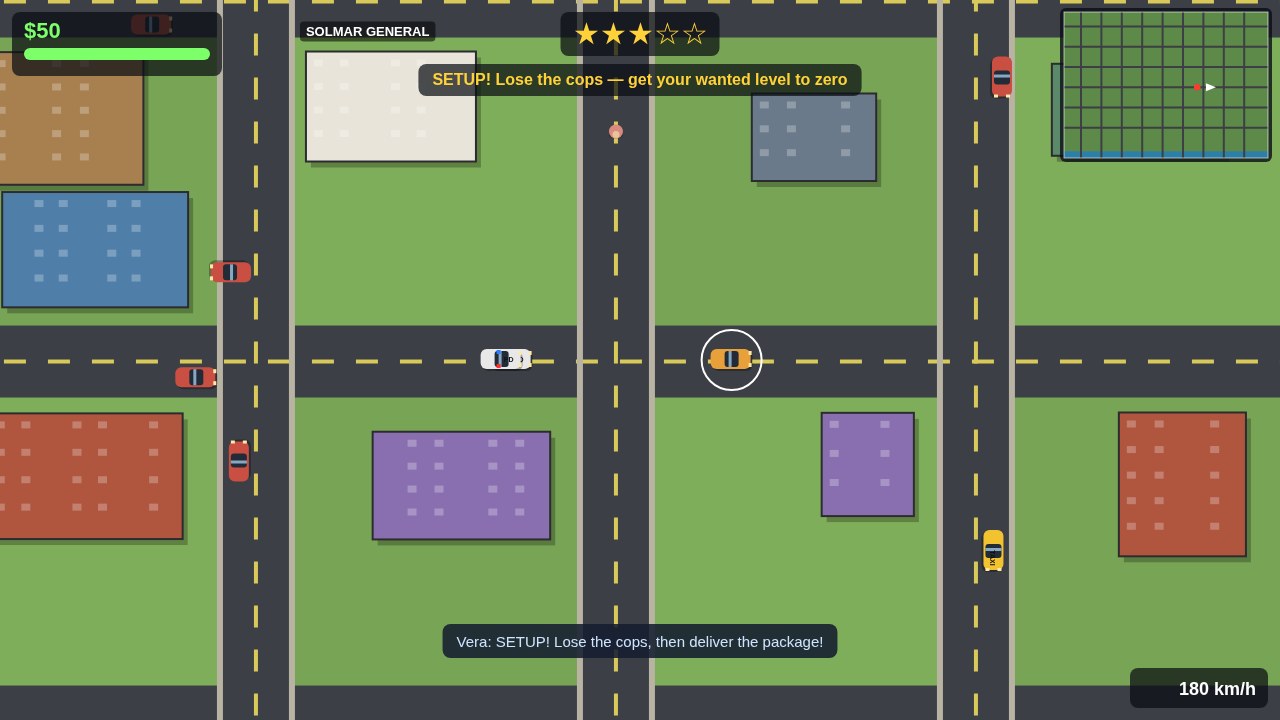 $50
SOLMAR GENERAL
★★★☆☆
SETUP! Lose the cops — get your wanted level to zero
Vera: SETUP! Lose the cops, then deliver the package!
180 km/h